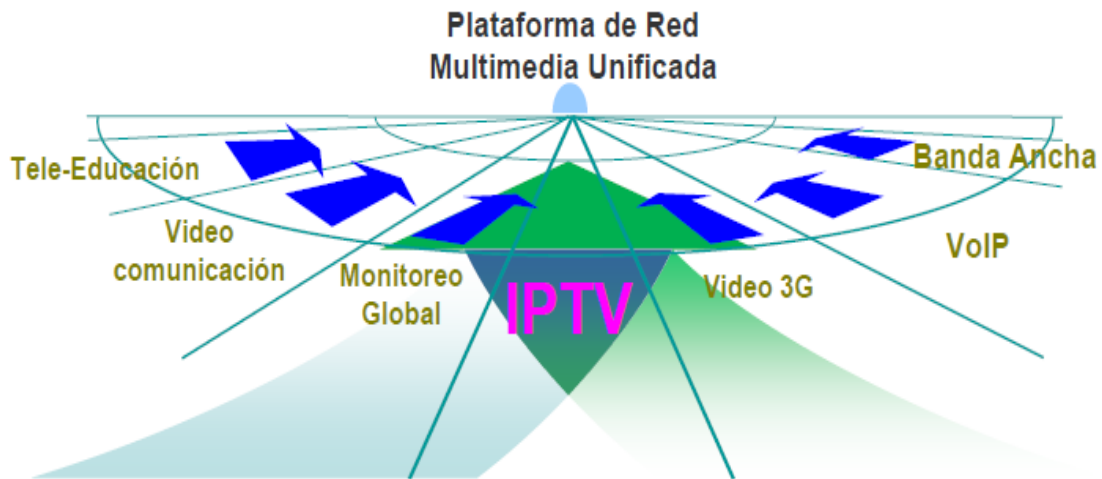 Plataforma de Red
Multimedia Unificada
Tele-Educación
Banda Ancha
Video
comunicación
VoIP
Monitoreo
Global
IPTV
Video 3G